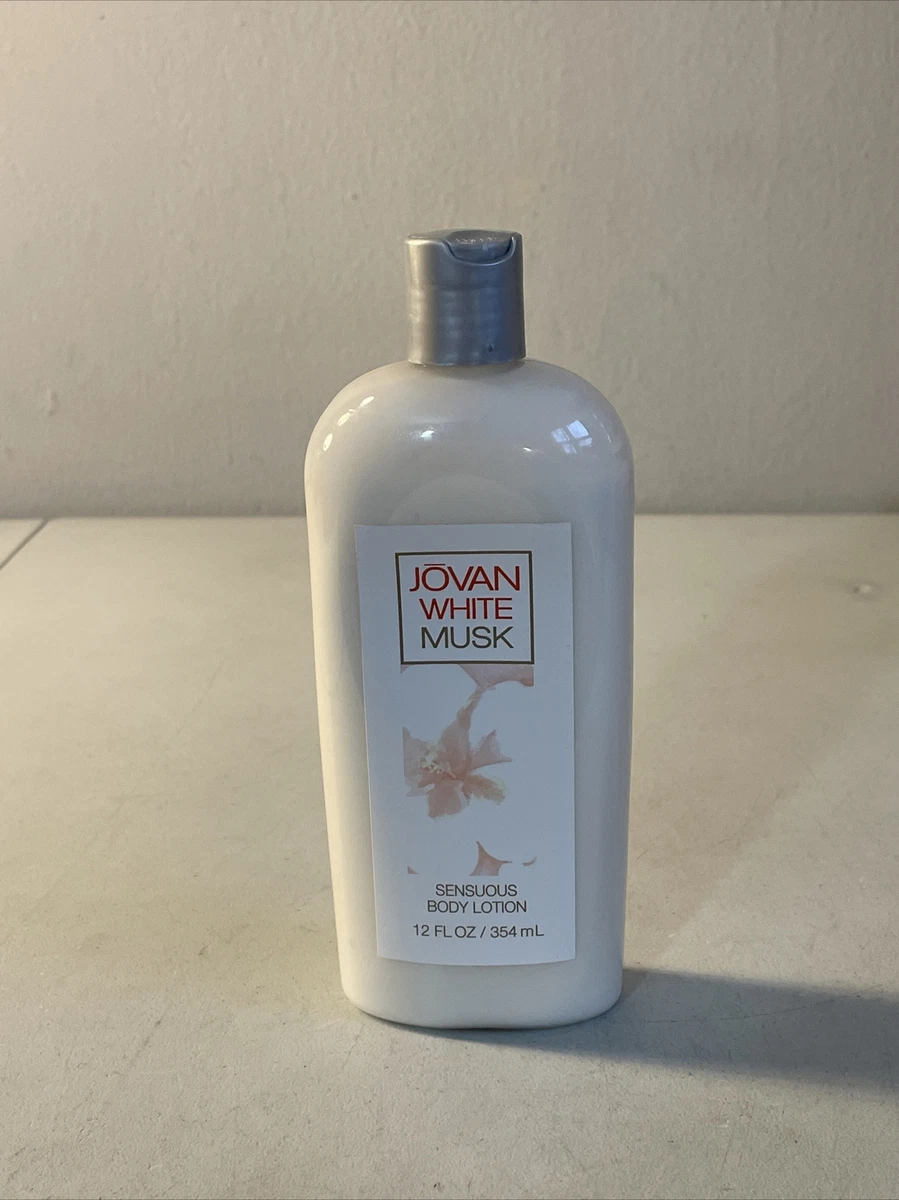 JŌVAN
WHITE
MUSK
SENSUOUS
BODY LOTION
12 FL OZ / 354 mL